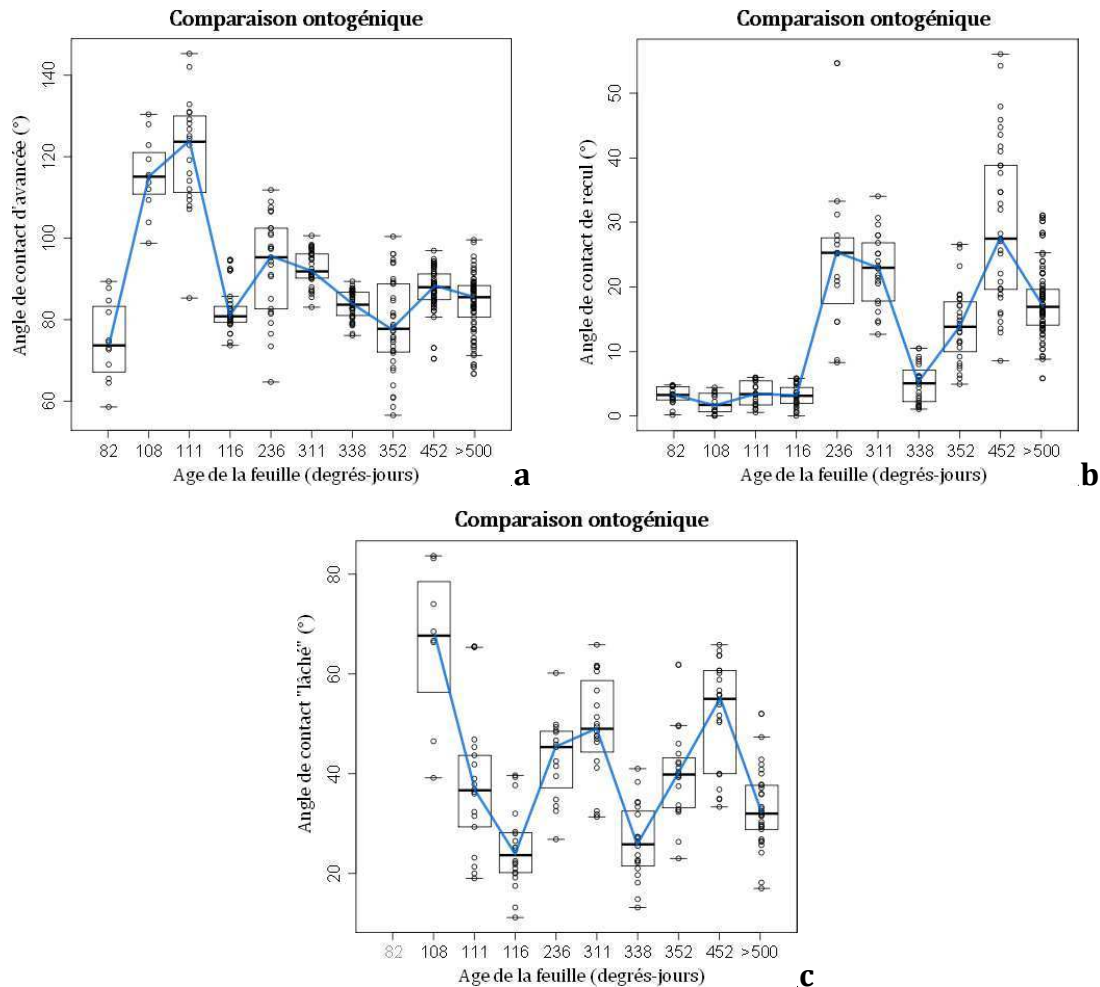 Comparaison ontogénique
Angle de contact d'avancée (°)
140
120
100
80
60
82 108 111 116 236 311 338 352 452 >500
Age de la feuille (degrés-jours)
a
Comparaison ontogénique
Angle de contact de recul (°)
50
40
30
20
10
0
82 108 111 116 236 311 338 352 452 >500
Age de la feuille (degrés-jours)
b
Comparaison ontogénique
Angle de contact "lâché" (°)
80
60
40
20
82 108 111 116 236 311 338 352 452 >500
Age de la feuille (degrés-jours)
c